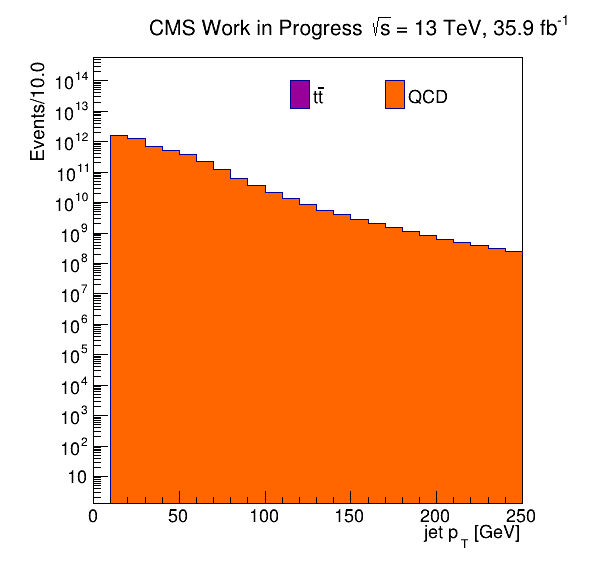 CMS Work in Progress √s = 13 TeV, 35.9 fb⁻¹
Events/10.0
tt̄ QCD
10¹⁴
10¹³
10¹²
10¹¹
10¹⁰
10⁹
10⁸
10⁷
10⁶
10⁵
10⁴
10³
10²
10
0 50 100 150 200 250
jet p_T [GeV]